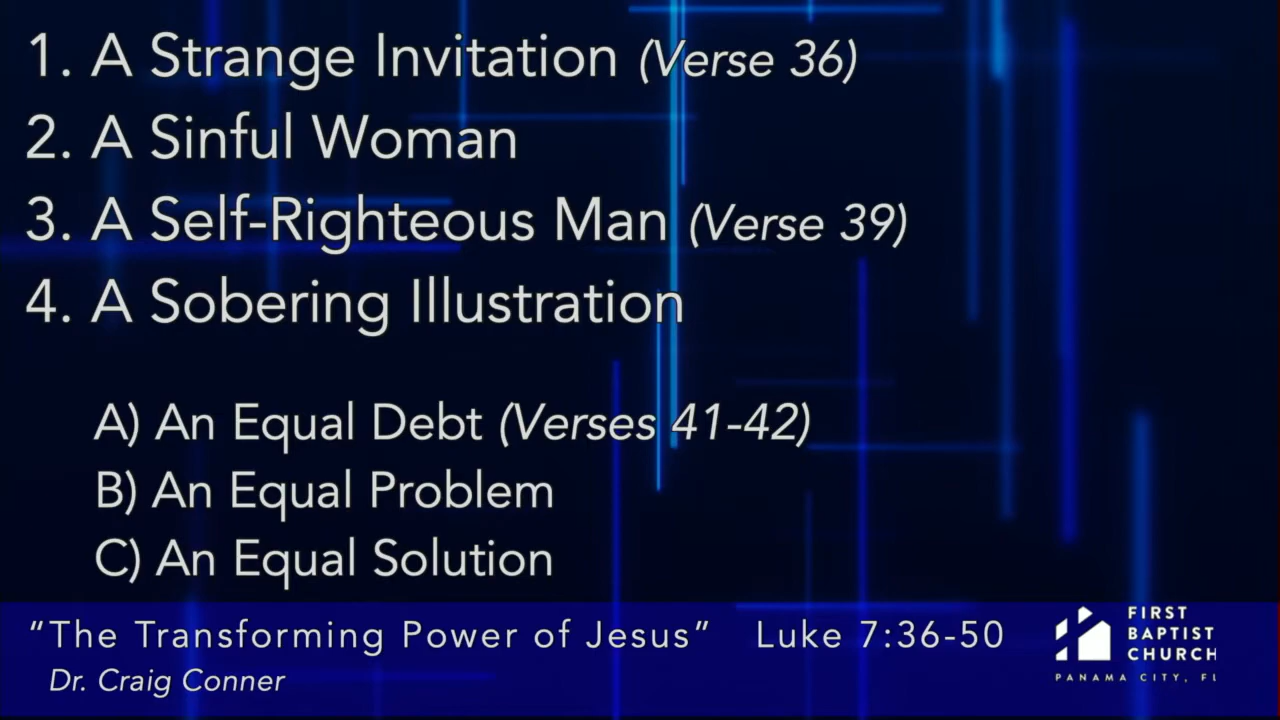 1. A Strange Invitation (Verse 36)
2. A Sinful Woman
3. A Self-Righteous Man (Verse 39)
4. A Sobering Illustration
A) An Equal Debt (Verses 41-42)
B) An Equal Problem
C) An Equal Solution
“The Transforming Power of Jesus” Luke 7:36-50
Dr. Craig Conner
FIRST
BAPTIST
CHURCH
PANAMA CITY, FL